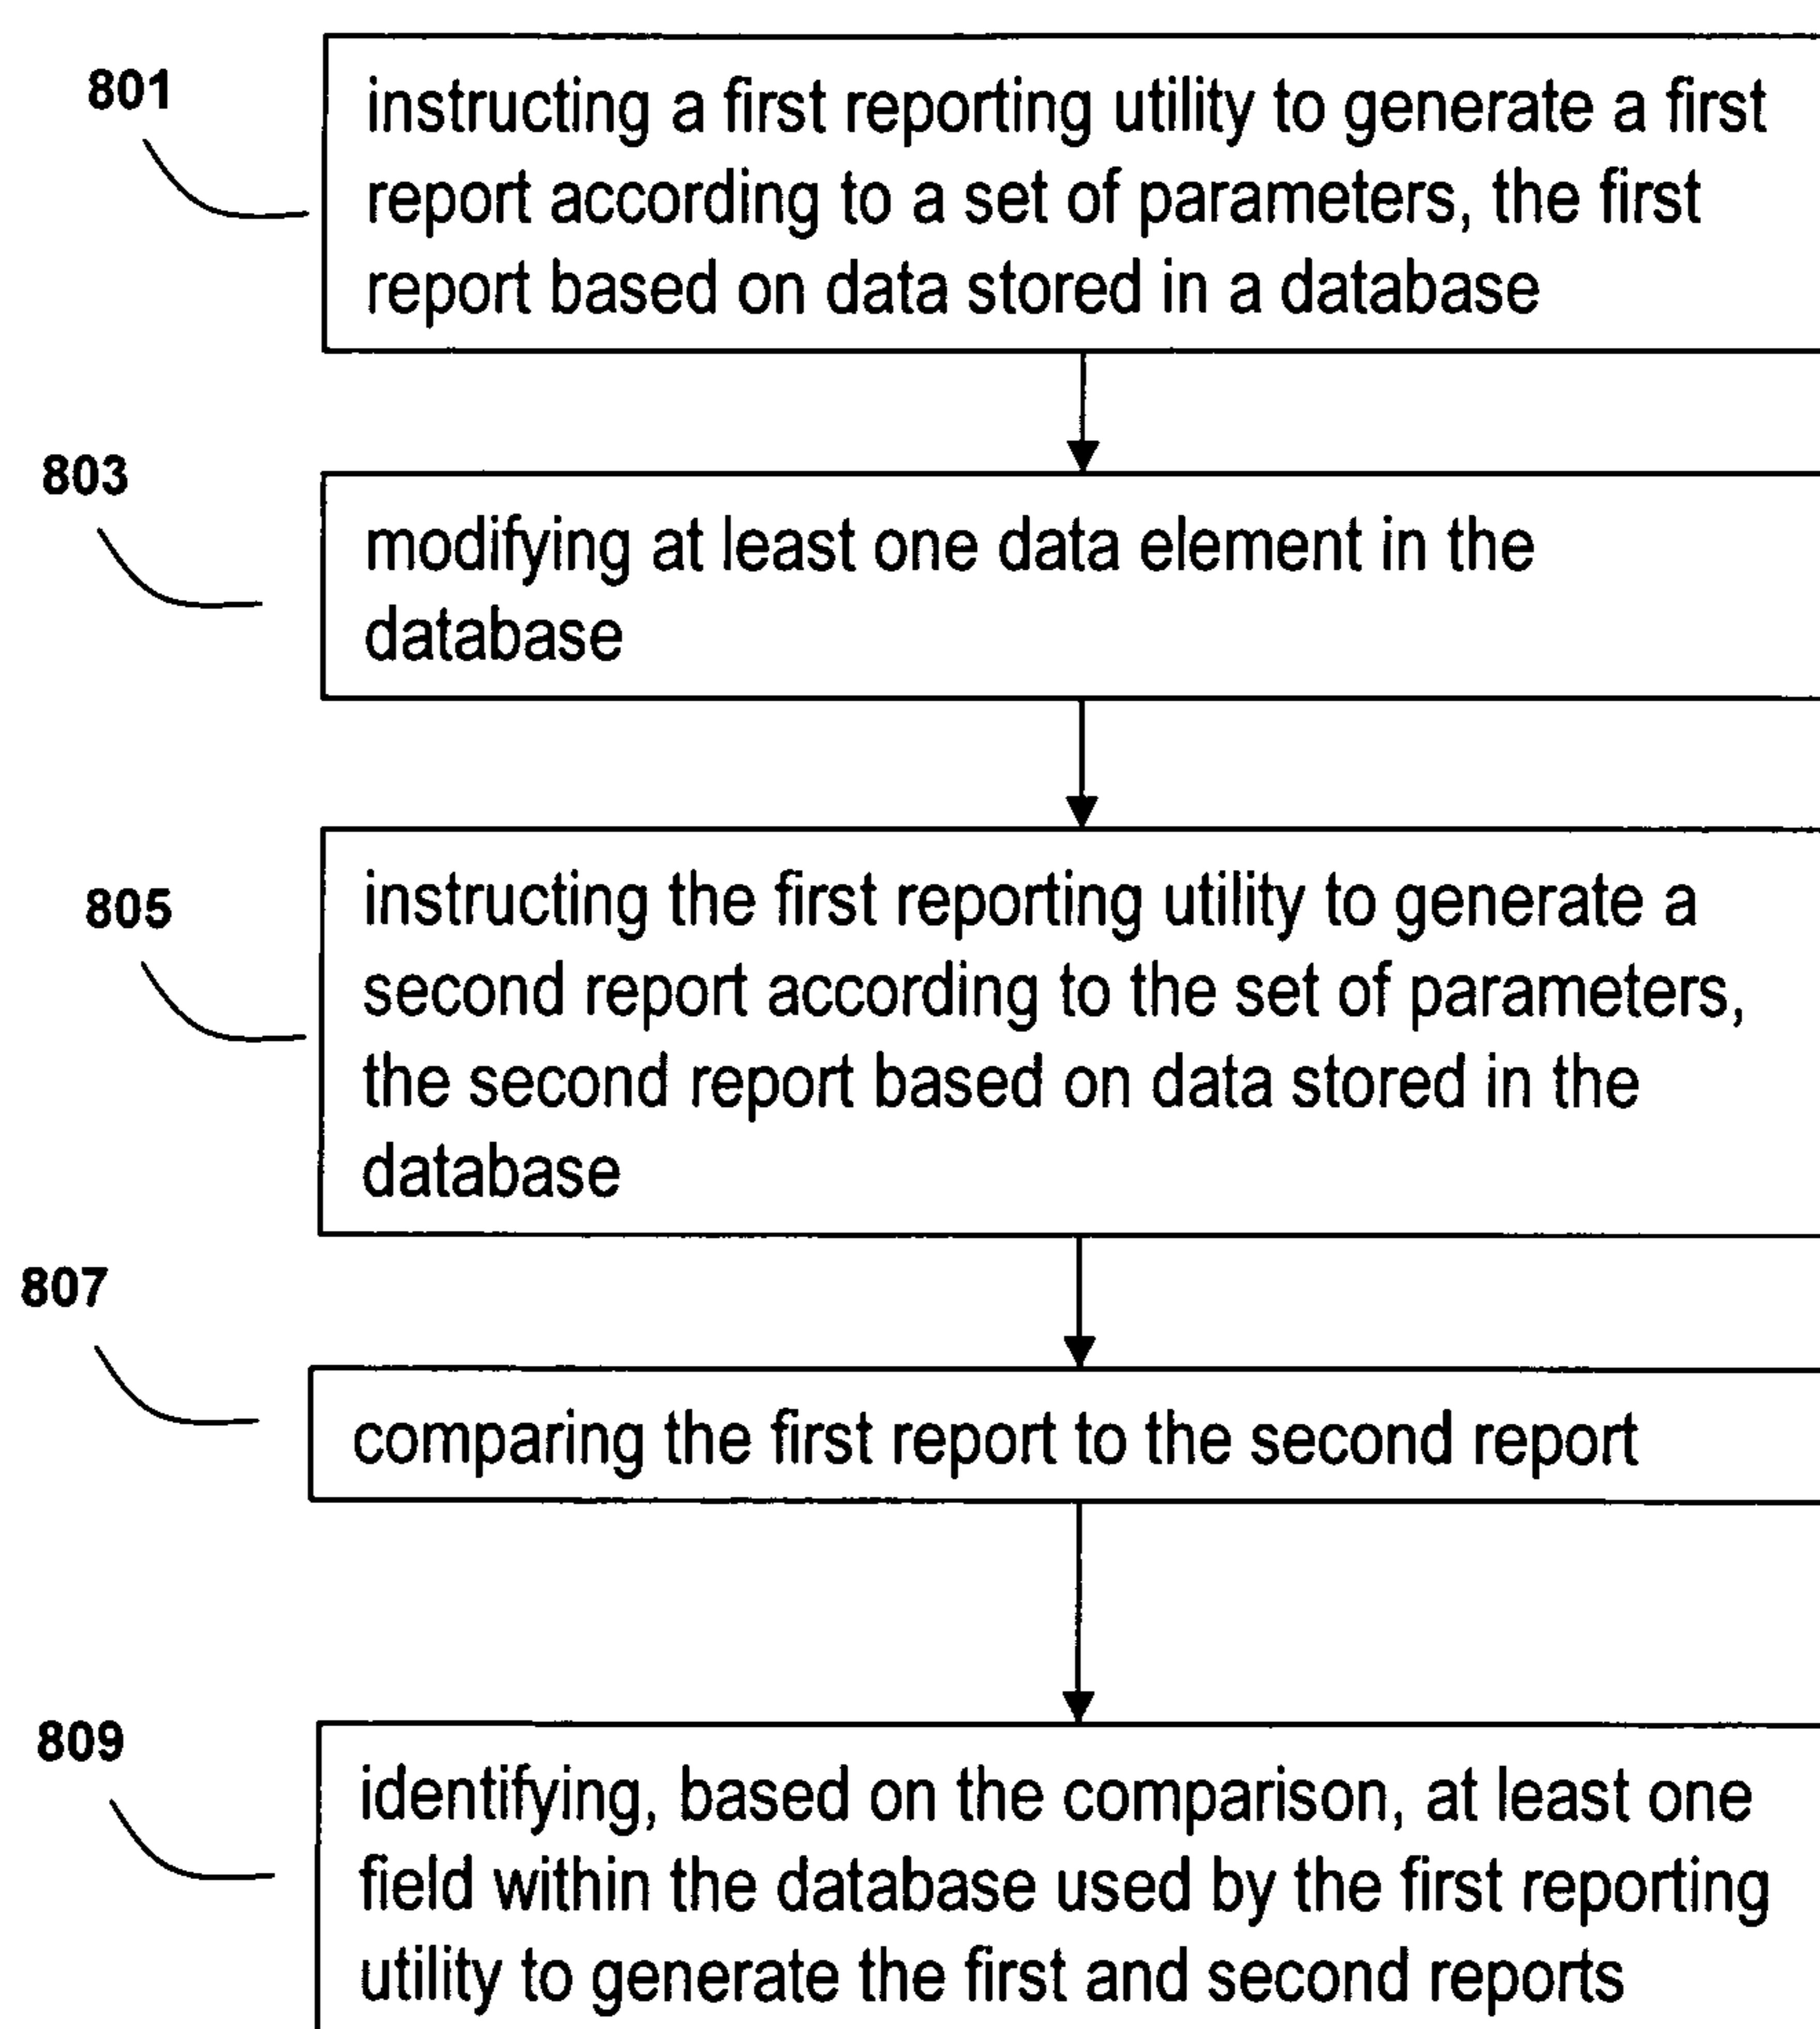 801
instructing a first reporting utility to generate a first
report according to a set of parameters, the first
report based on data stored in a database
803
modifying at least one data element in the
database
805
instructing the first reporting utility to generate a
second report according to the set of parameters,
the second report based on data stored in the
database
807
comparing the first report to the second report
809
identifying, based on the comparison, at least one
field within the database used by the first reporting
utility to generate the first and second reports